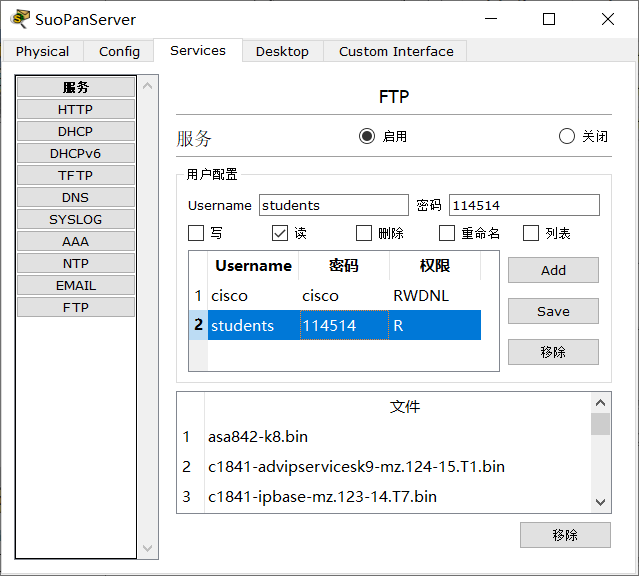 SuoPanServer
Physical Config Services Desktop Custom Interface
服务
HTTP
DHCP
DHCPv6
TFTP
DNS
SYSLOG
AAA
NTP
EMAIL
FTP
FTP
服务 启用 关闭
用户配置
Username students 密码 114514
写 读 删除 重命名 列表
Username 密码 权限
1 cisco cisco RWDNL
2 students 114514 R
Add
Save
移除
文件
1 asa842-k8.bin
2 c1841-advipservicesk9-mz.124-15.T1.bin
3 c1841-ipbase-mz.123-14.T7.bin
移除